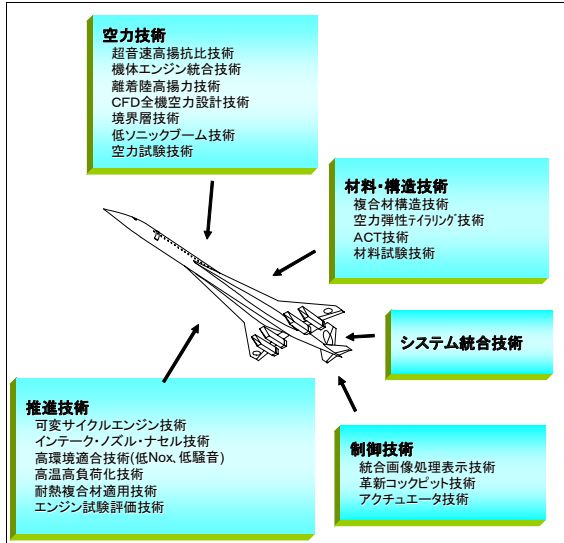 空力技術
超音速高揚抗比技術
機体エンジン統合技術
離着陸高揚力技術
CFD全機空力設計技術
境界層技術
低ソニックブーム技術
空力試験技術
材料・構造技術
複合材構造技術
空力弾性テイラリング技術
ACT技術
材料試験技術
システム統合技術
推進技術
可変サイクルエンジン技術
インテーク・ノズル・ナセル技術
高環境適合技術(低Nox、低騒音)
高温高負荷化技術
耐熱複合材適用技術
エンジン試験評価技術
制御技術
統合画像処理表示技術
革新コックピット技術
アクチュエータ技術